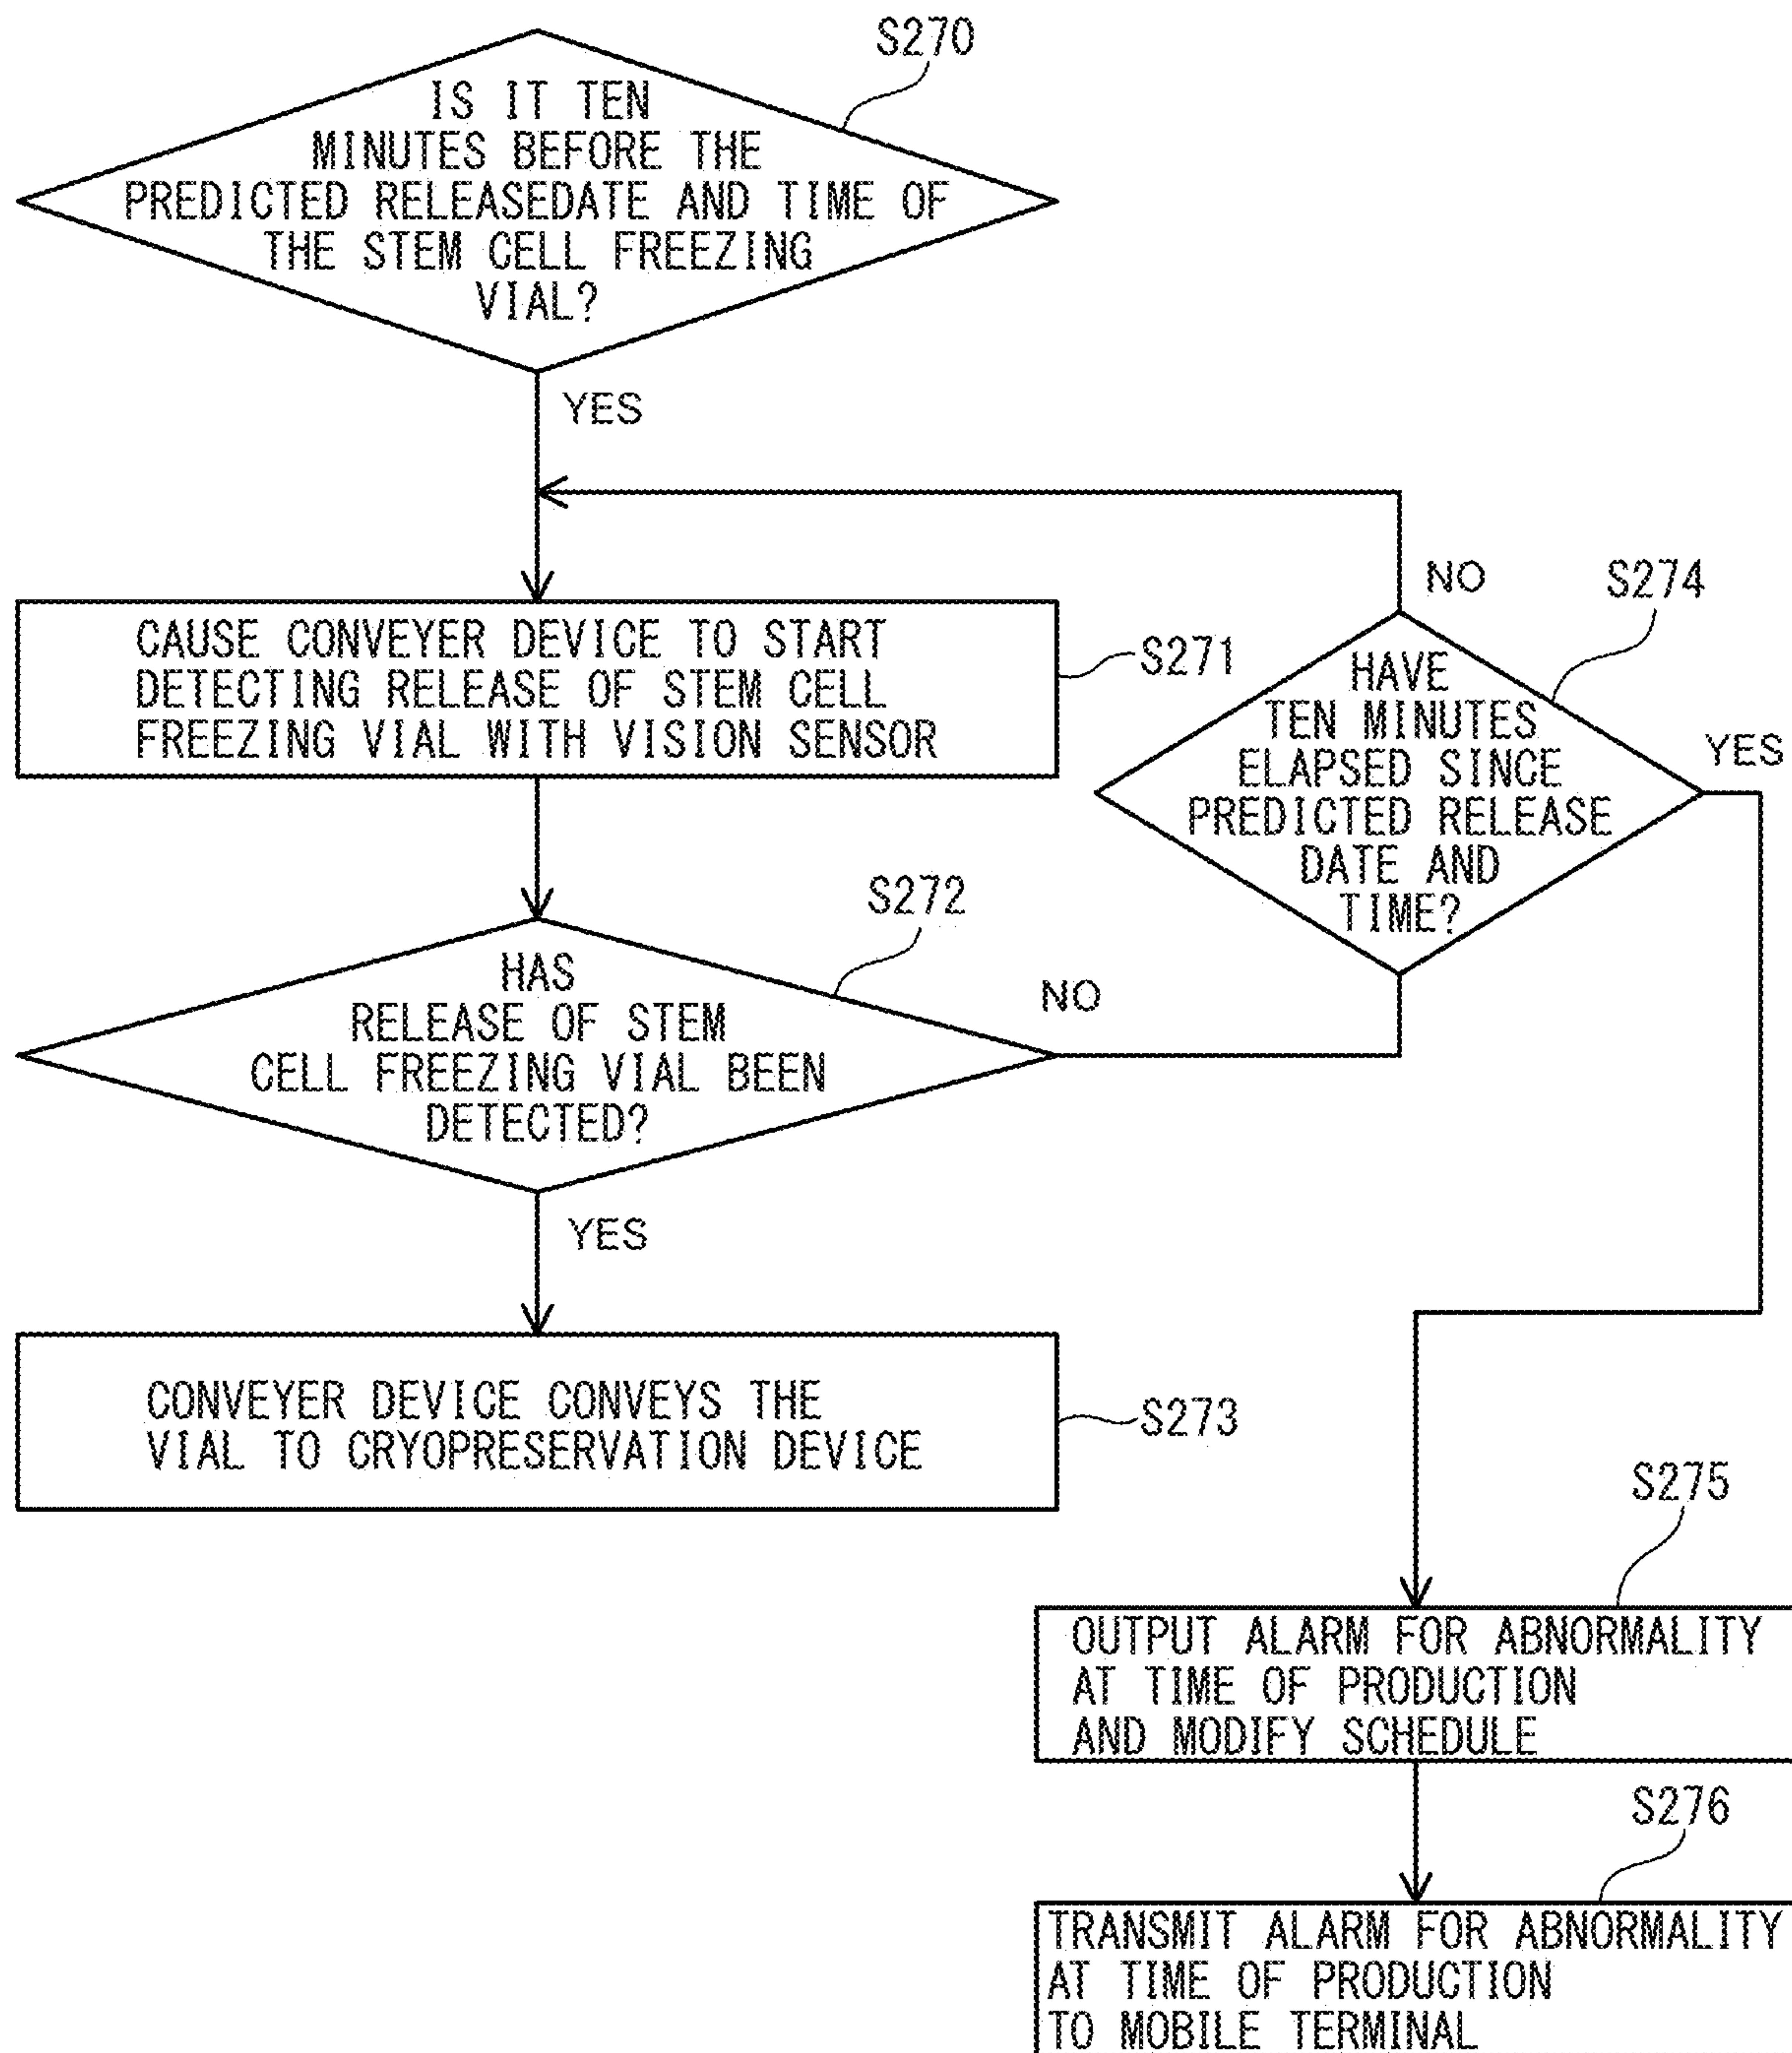 S270
IS IT TEN
MINUTES BEFORE THE
PREDICTED RELEASEDATE AND TIME OF
THE STEM CELL FREEZING
VIAL?
YES
CAUSE CONVEYER DEVICE TO START
DETECTING RELEASE OF STEM CELL
FREEZING VIAL WITH VISION SENSOR
S271
NO
S274
HAVE
TEN MINUTES
ELAPSED SINCE
PREDICTED RELEASE
DATE AND
TIME?
YES
S272
HAS
RELEASE OF STEM
CELL FREEZING VIAL BEEN
DETECTED?
NO
YES
CONVEYER DEVICE CONVEYS THE
VIAL TO CRYOPRESERVATION DEVICE
S273
S275
OUTPUT ALARM FOR ABNORMALITY
AT TIME OF PRODUCTION
AND MODIFY SCHEDULE
S276
TRANSMIT ALARM FOR ABNORMALITY
AT TIME OF PRODUCTION
TO MOBILE TERMINAL